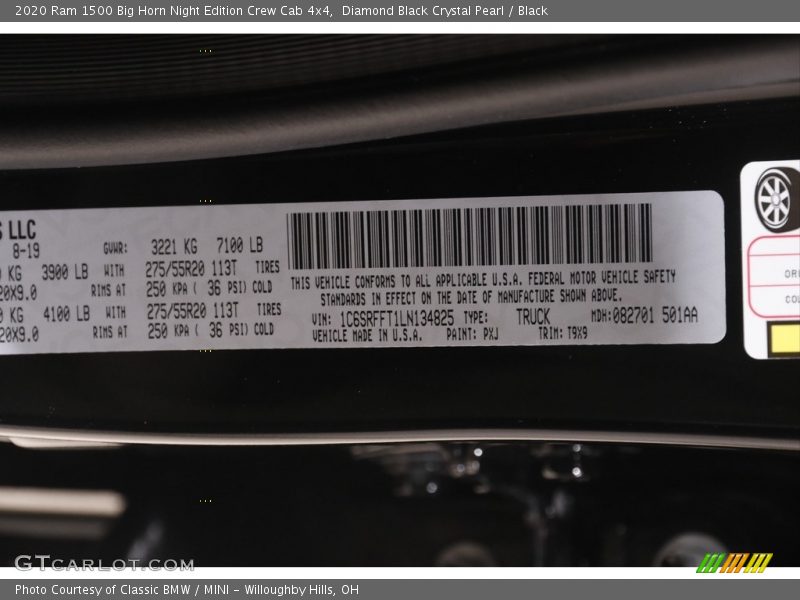 2020 Ram 1500 Big Horn Night Edition Crew Cab 4x4,  Diamond Black Crystal Pearl / Black
LLC
8-19
GVWR: 3221 KG 7100 LB
KG 3900 LB WITH 275/55R20 113T TIRES
20X9.0 RIMS AT 250 KPA ( 36 PSI) COLD
KG 4100 LB WITH 275/55R20 113T TIRES
20X9.0 RIMS AT 250 KPA ( 36 PSI) COLD
THIS VEHICLE CONFORMS TO ALL APPLICABLE U.S.A. FEDERAL MOTOR VEHICLE SAFETY
STANDARDS IN EFFECT ON THE DATE OF MANUFACTURE SHOWN ABOVE.
VIN: 1C6SRFFT1LN134825 TYPE: TRUCK MDH:082701 501AA
VEHICLE MADE IN U.S.A. PAINT: PXJ TRIM: T9X9
GTCARLOT.COM
Photo Courtesy of Classic BMW / MINI - Willoughby Hills, OH